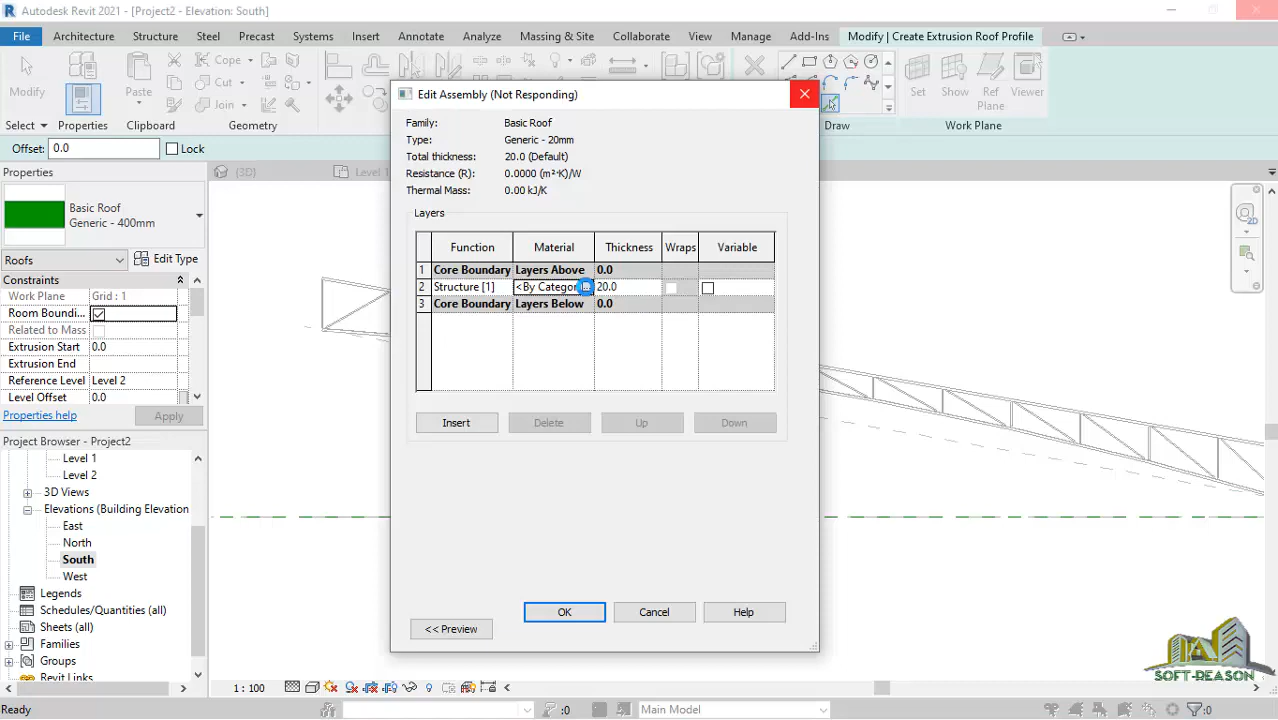 Autodesk Revit 2021 - [Project2 - Elevation: South]
File Architecture Structure Steel Precast Systems Insert Annotate Analyze Massing & Site Collaborate View Manage Add-Ins Modify | Create Extrusion Roof Profile
Modify
Paste
Cope
Cut
Join
Set Show Ref Plane Viewer
Select Properties Clipboard Geometry Draw Work Plane
Offset: 0.0 Lock
Properties
(3D)
Level 1
Basic Roof
Generic - 400mm
Roofs Edit Type
Constraints
Work Plane Grid : 1
Room Boundi...
Related to Mass
Extrusion Start 0.0
Extrusion End
Reference Level Level 2
Level Offset 0.0
Properties help Apply
Project Browser - Project2
Level 1
Level 2
3D Views
Elevations (Building Elevation
East
North
South
West
Legends
Schedules/Quantities (all)
Sheets (all)
Families
Groups
Revit Links
Edit Assembly (Not Responding)
Family: Basic Roof
Type: Generic - 20mm
Total thickness: 20.0 (Default)
Resistance (R): 0.0000 (m²·K)/W
Thermal Mass: 0.00 kJ/K
Layers
Function Material Thickness Wraps Variable
1 Core Boundary Layers Above 0.0
2 Structure [1] <By Categor 20.0
3 Core Boundary Layers Below 0.0
Insert Delete Up Down
OK Cancel Help
<< Preview
2D
SOFT-REASON
1 : 100
Ready :0 Main Model :0